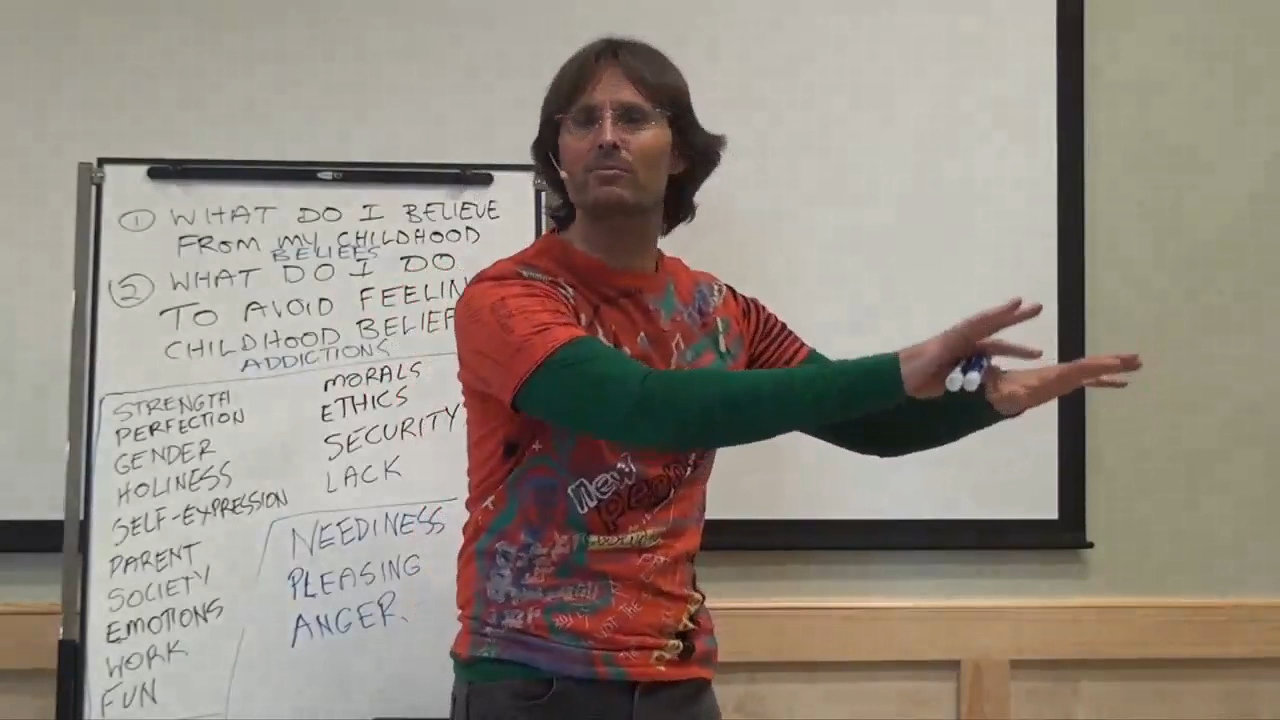 ① WHAT DO I BELIEVE
FROM MY CHILDHOOD
BELIEFS
② WHAT DO I DO
TO AVOID FEELIN
CHILDHOOD BELIEF
ADDICTIONS
STRENGTH
PERFECTION
GENDER
HOLINESS
SELF-EXPRESSION
PARENT
SOCIETY
EMOTIONS
WORK
FUN
MORALS
ETHICS
SECURITY
LACK
NEEDINESS
PLEASING
ANGER.
New